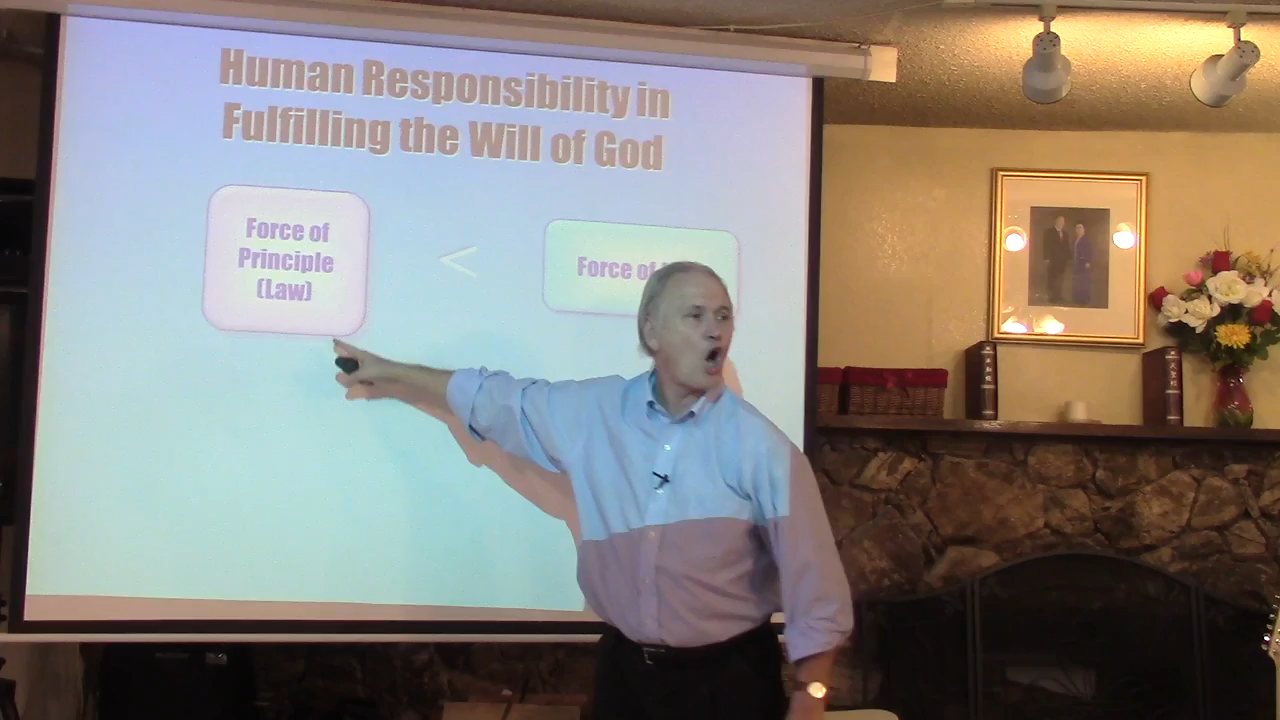 Human Responsibility in
Fulfilling the Will of God
Force of
Principle
(Law)
<
Force of